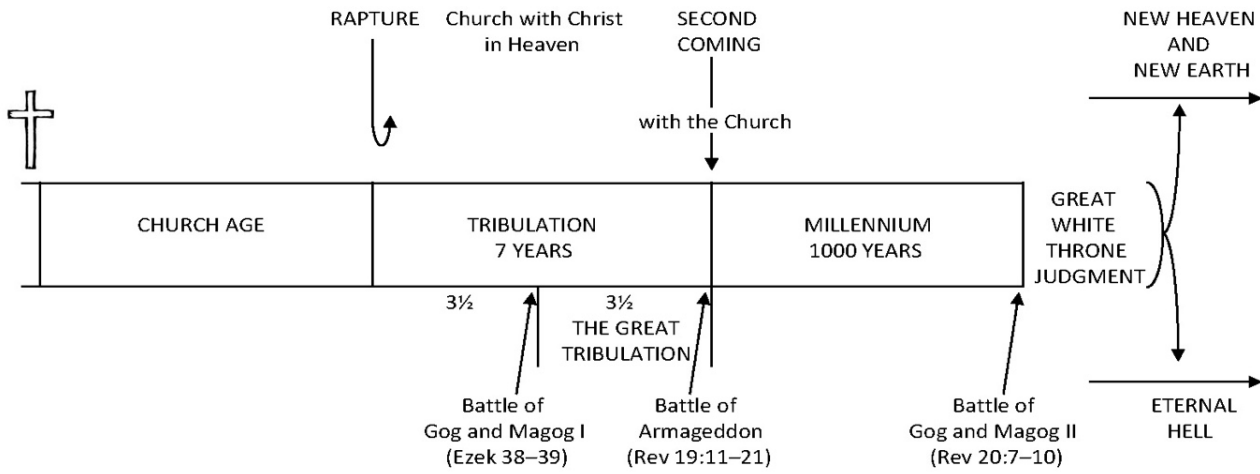 RAPTURE
Church with Christ
in Heaven
SECOND
COMING
with the Church
NEW HEAVEN
AND
NEW EARTH
CHURCH AGE
TRIBULATION
7 YEARS
MILLENNIUM
1000 YEARS
GREAT
WHITE
THRONE
JUDGMENT
3½
3½
THE GREAT
TRIBULATION
Battle of
Gog and Magog I
(Ezek 38–39)
Battle of
Armageddon
(Rev 19:11–21)
Battle of
Gog and Magog II
(Rev 20:7–10)
ETERNAL
HELL